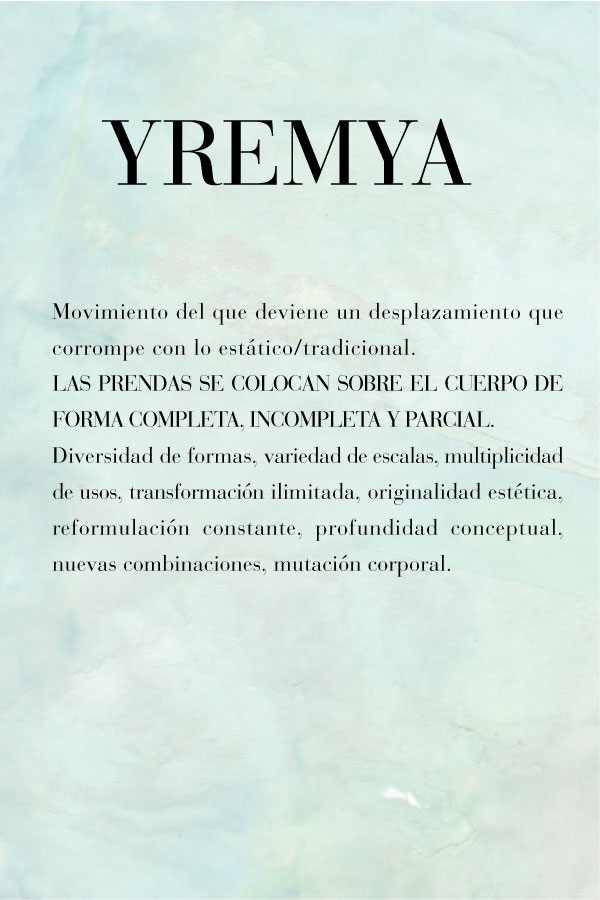 YREMYA
Movimiento del que deviene un desplazamiento que
corrompe con lo estático/tradicional.
LAS PRENDAS SE COLOCAN SOBRE EL CUERPO DE
FORMA COMPLETA, INCOMPLETA Y PARCIAL.
Diversidad de formas, variedad de escalas, multiplicidad
de usos, transformación ilimitada, originalidad estética,
reformulación constante, profundidad conceptual,
nuevas combinaciones, mutación corporal.